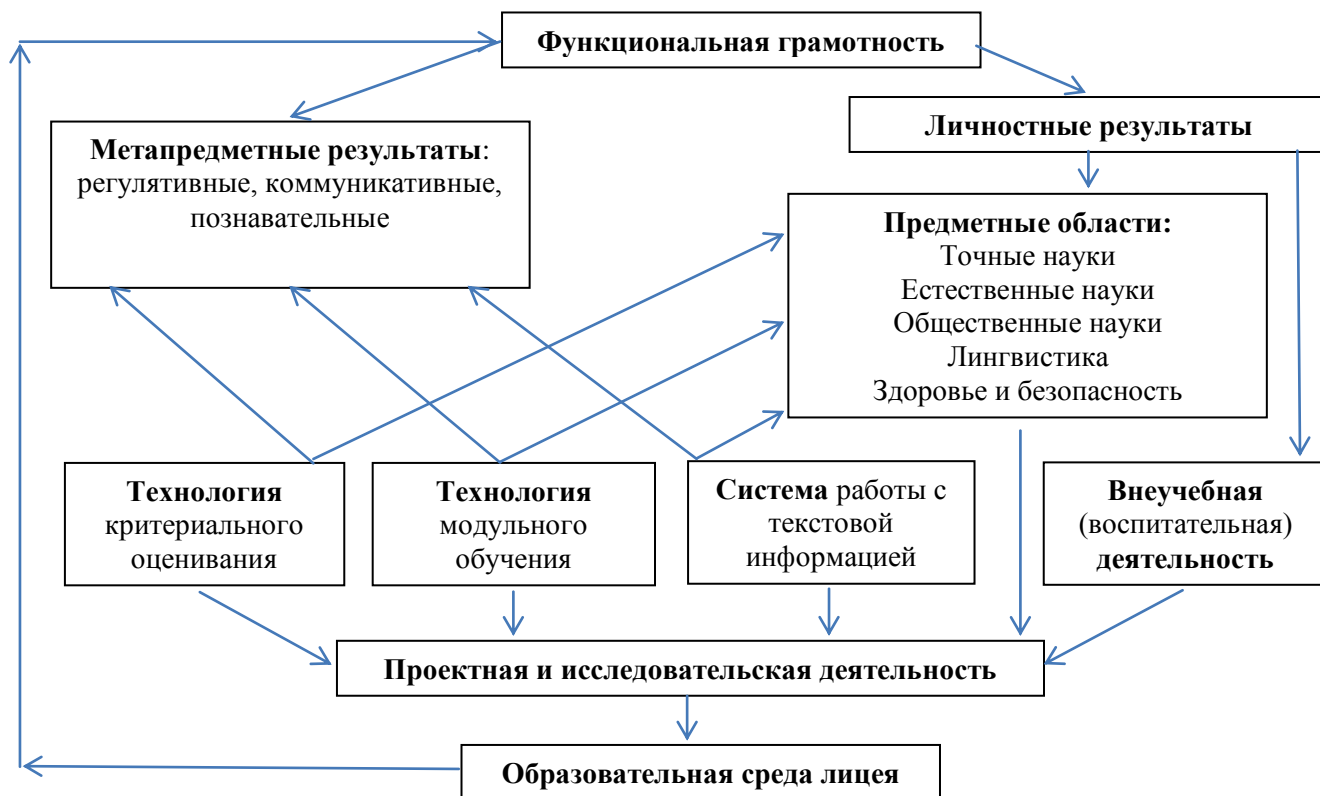 Функциональная грамотность
Личностные результаты
Метапредметные результаты:
регулятивные, коммуникативные,
познавательные
Предметные области:
Точные науки
Естественные науки
Общественные науки
Лингвистика
Здоровье и безопасность
Технология
критериального
оценивания
Технология
модульного
обучения
Система работы с
текстовой
информацией
Внеучебная
(воспитательная)
деятельность
Проектная и исследовательская деятельность
Образовательная среда лицея